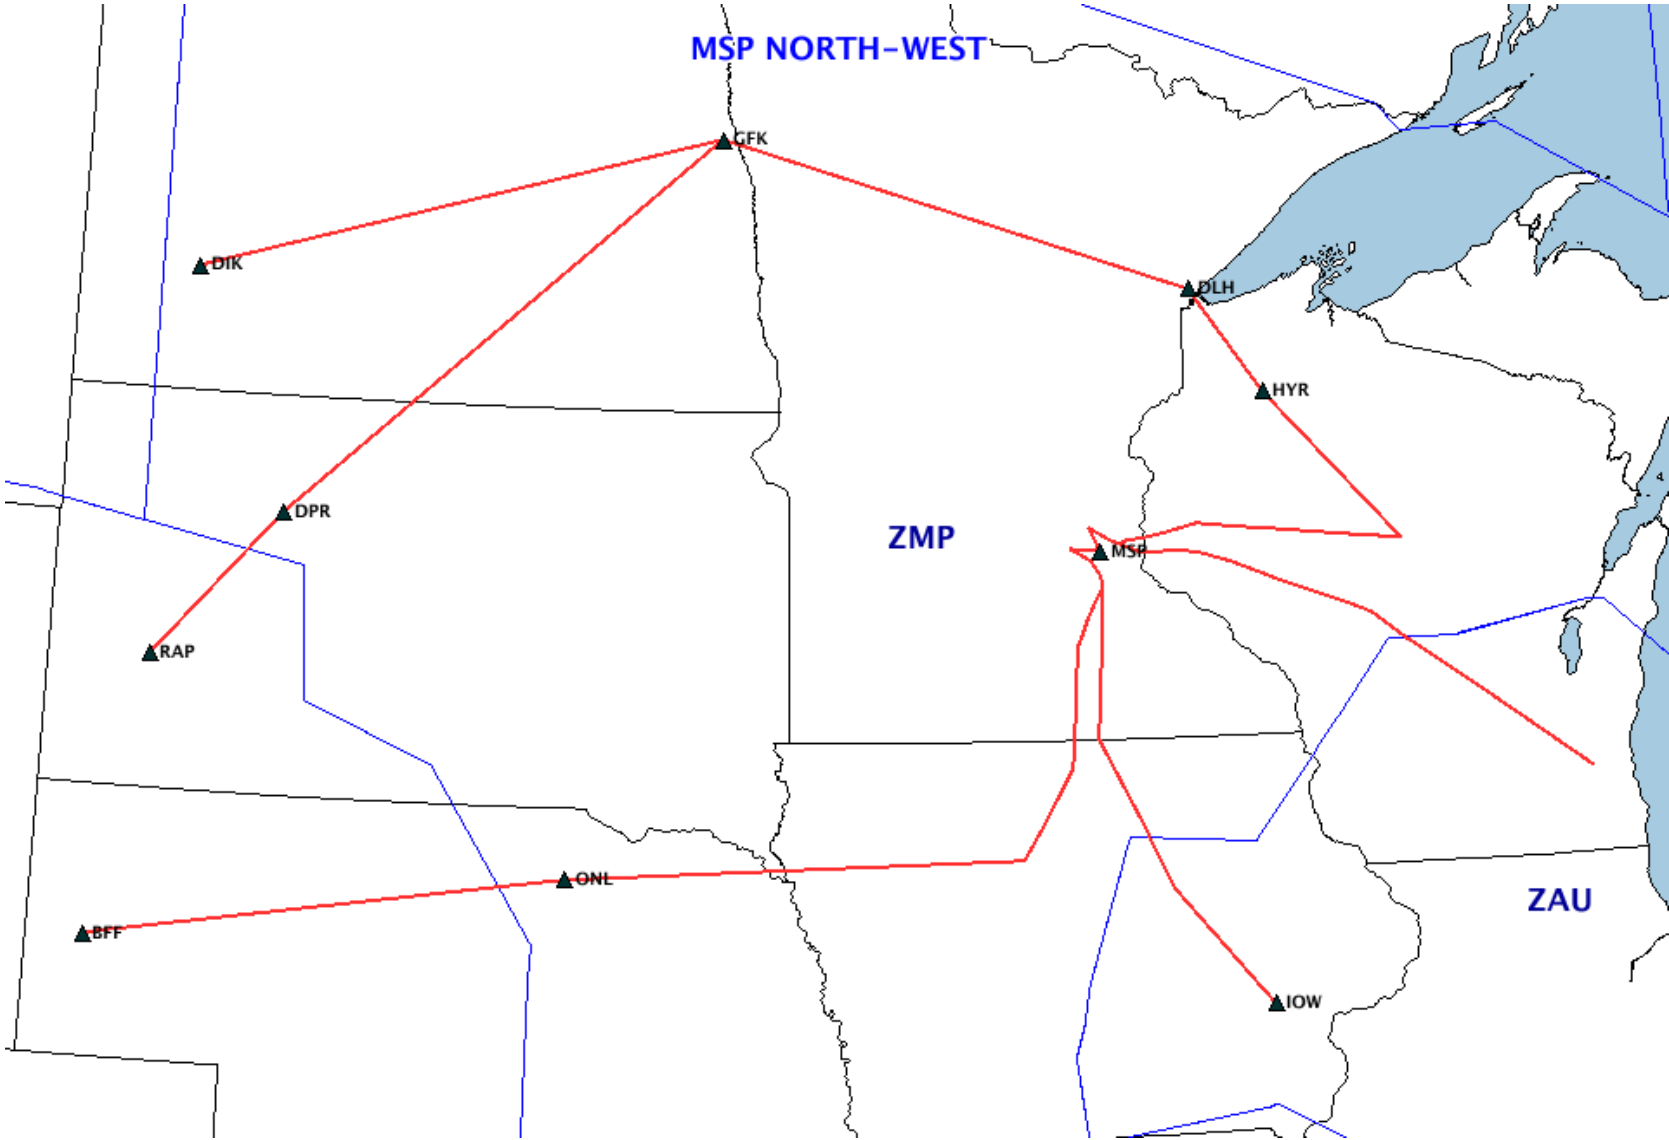 MSP NORTH-WEST
GFK
DIK
DLH
HYR
DPR
ZMP
MSP
RAP
ONL
ZAU
BFF
IOW